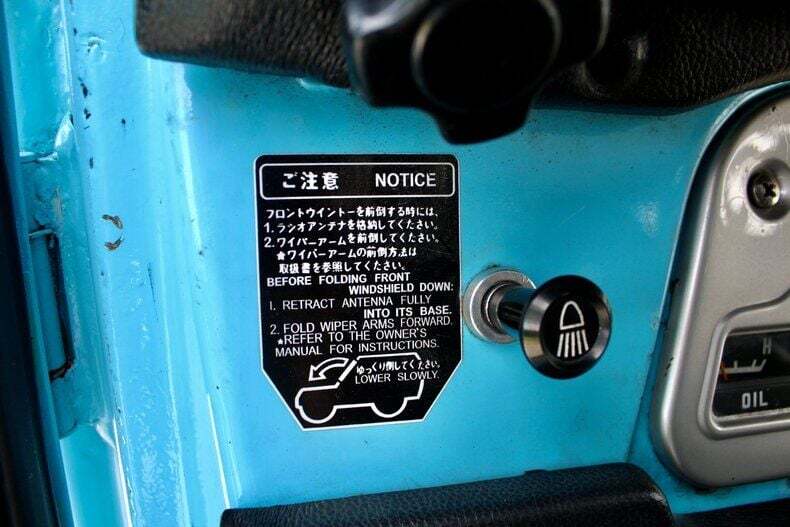 ご注意 NOTICE
フロントウイントーを前倒する時には、
1. ラシオアンテナを格納してください。
2. ワイパーアームを前倒してください。
★ワイパーアームの前倒方法は
取扱書を参照してください。
BEFORE FOLDING FRONT
WINDSHIELD DOWN:
1. RETRACT ANTENNA FULLY
INTO ITS BASE.
2. FOLD WIPER ARMS FORWARD.
★REFER TO THE OWNER'S
MANUAL FOR INSTRUCTIONS.
ゆっくり倒してください。
LOWER SLOWLY.
H
OIL